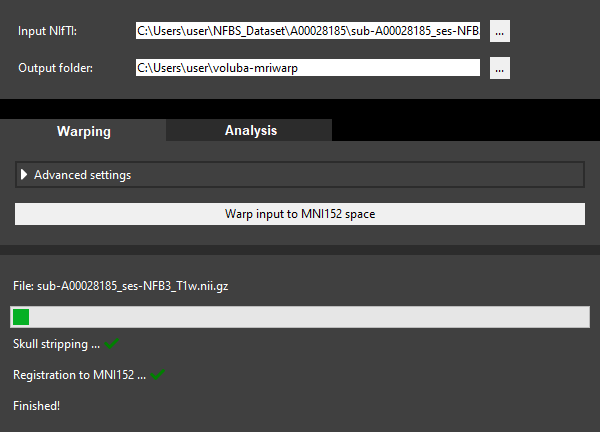 Input NIfTI:
C:\Users\user\NFBS_Dataset\A00028185\sub-A00028185_ses-NFB
...
Output folder:
C:\Users\user\voluba-mriwarp
...
Warping
Analysis
Advanced settings
Warp input to MNI152 space
File: sub-A00028185_ses-NFB3_T1w.nii.gz
Skull stripping ...
Registration to MNI152 ...
Finished!